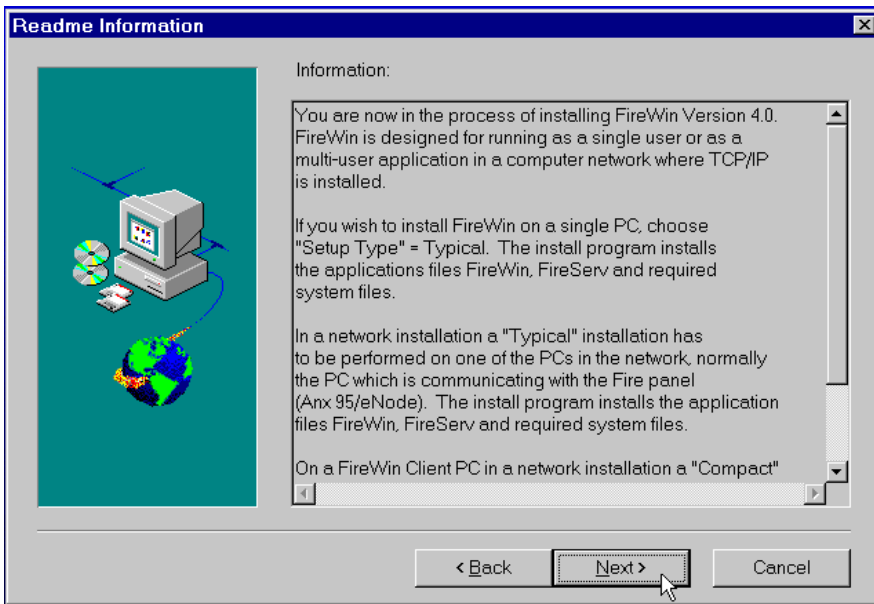 Readme Information
Information:
You are now in the process of installing FireWin Version 4.0.
FireWin is designed for running as a single user or as a
multi-user application in a computer network where TCP/IP
is installed.
If you wish to install FireWin on a single PC, choose
"Setup Type" = Typical.  The install program installs
the applications files FireWin, FireServ and required
system files.
In a network installation a "Typical" installation has
to be performed on one of the PCs in the network, normally
the PC which is communicating with the Fire panel
(Anx 95/eNode).  The install program installs the application
files FireWin, FireServ and required system files.
On a FireWin Client PC in a network installation a "Compact"
< Back
Next >
Cancel